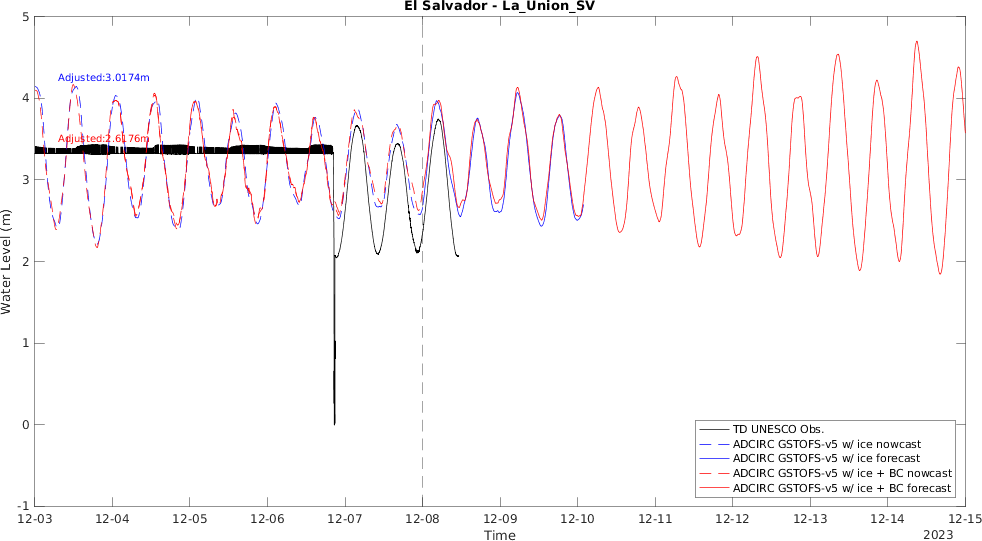 El Salvador - La_Union_SV
5
4
3
2
1
0
-1
Water Level (m)
Adjusted:3.0174m
Adjusted:2.6176m
TD UNESCO Obs.
ADCIRC GSTOFS-v5 w/ ice nowcast
ADCIRC GSTOFS-v5 w/ ice forecast
ADCIRC GSTOFS-v5 w/ ice + BC nowcast
ADCIRC GSTOFS-v5 w/ ice + BC forecast
12-03 12-04 12-05 12-06 12-07 12-08 12-09 12-10 12-11 12-12 12-13 12-14 12-15
Time
2023